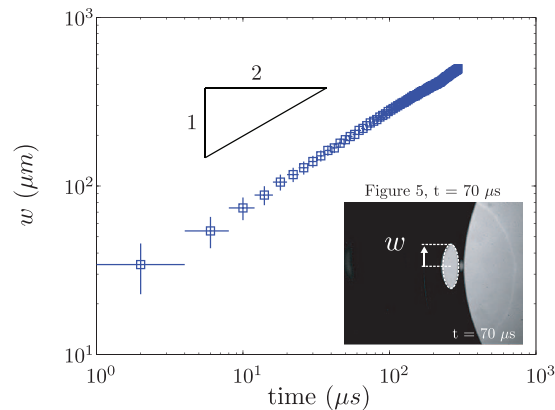 10³
2
1
w (μm)
10²
Figure 5, t = 70 μs
w
t = 70 μs
10¹
10⁰
10¹
10²
10³
time (μs)